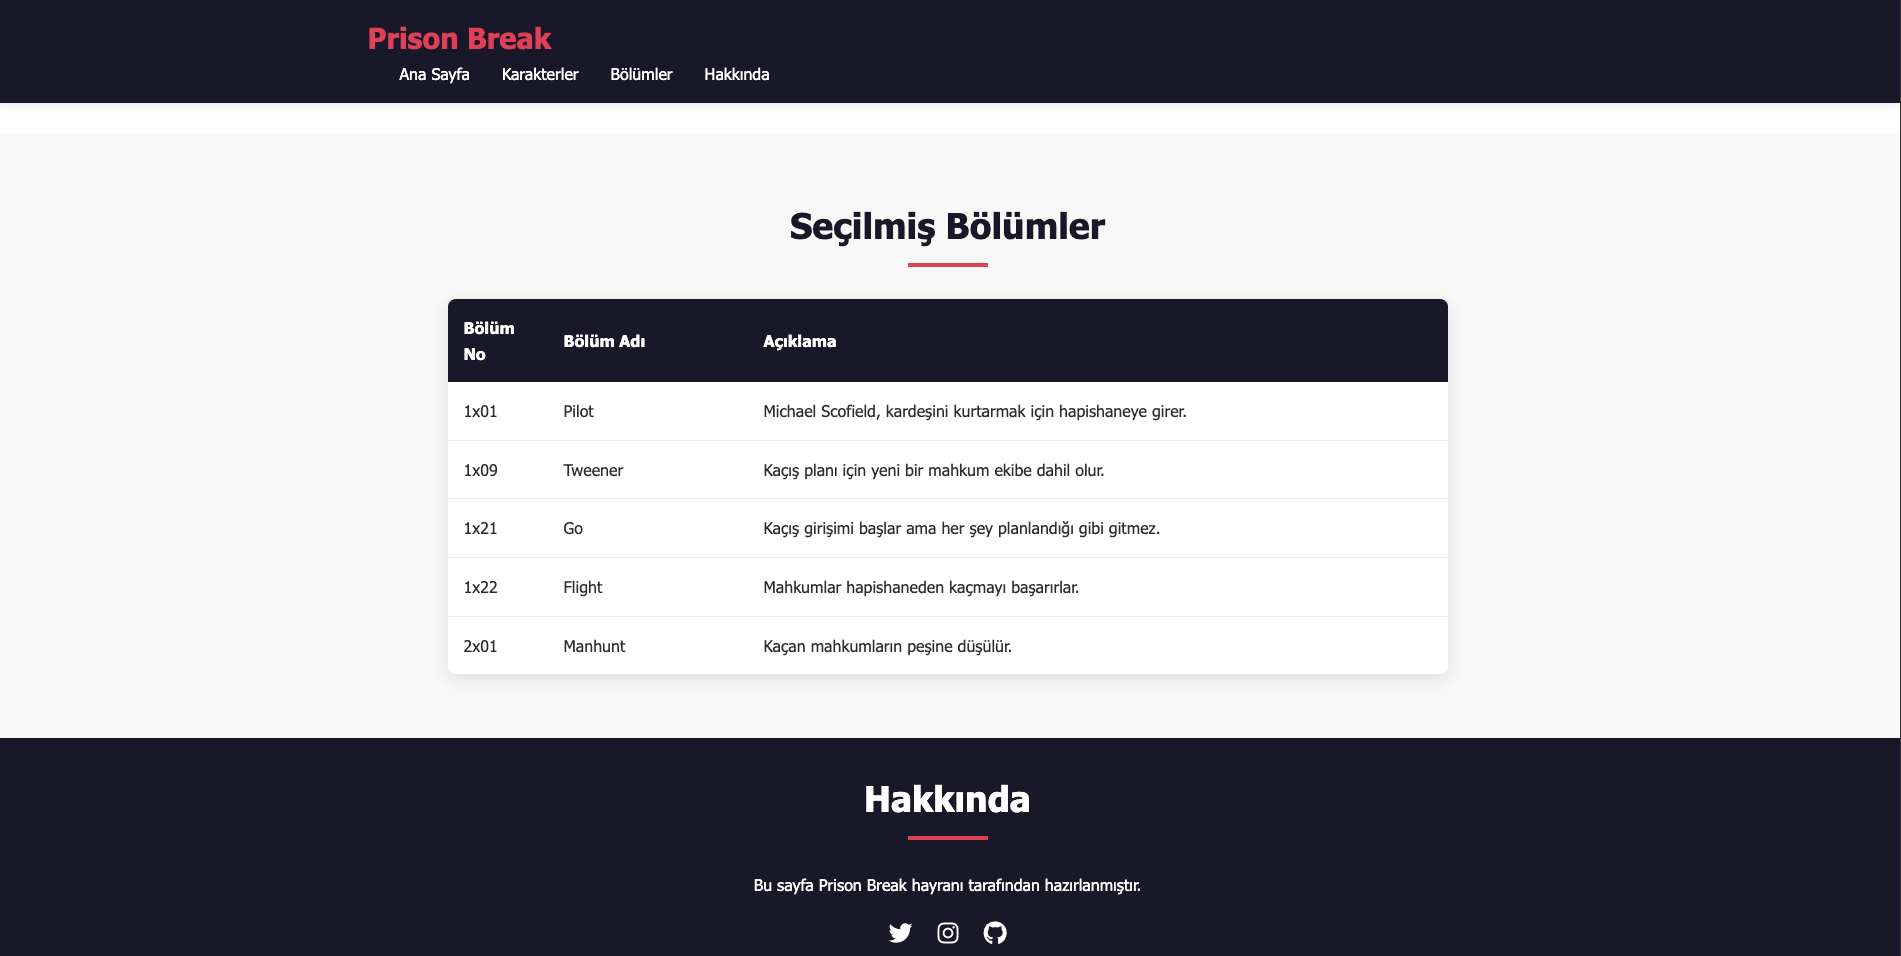 Prison Break
Ana Sayfa Karakterler Bölümler Hakkında
Seçilmiş Bölümler
Bölüm No Bölüm Adı Açıklama
1x01 Pilot Michael Scofield, kardeşini kurtarmak için hapishaneye girer.
1x09 Tweener Kaçış planı için yeni bir mahkum ekibe dahil olur.
1x21 Go Kaçış girişimi başlar ama her şey planlandığı gibi gitmez.
1x22 Flight Mahkumlar hapishaneden kaçmayı başarırlar.
2x01 Manhunt Kaçan mahkumların peşine düşülür.
Hakkında
Bu sayfa Prison Break hayranı tarafından hazırlanmıştır.